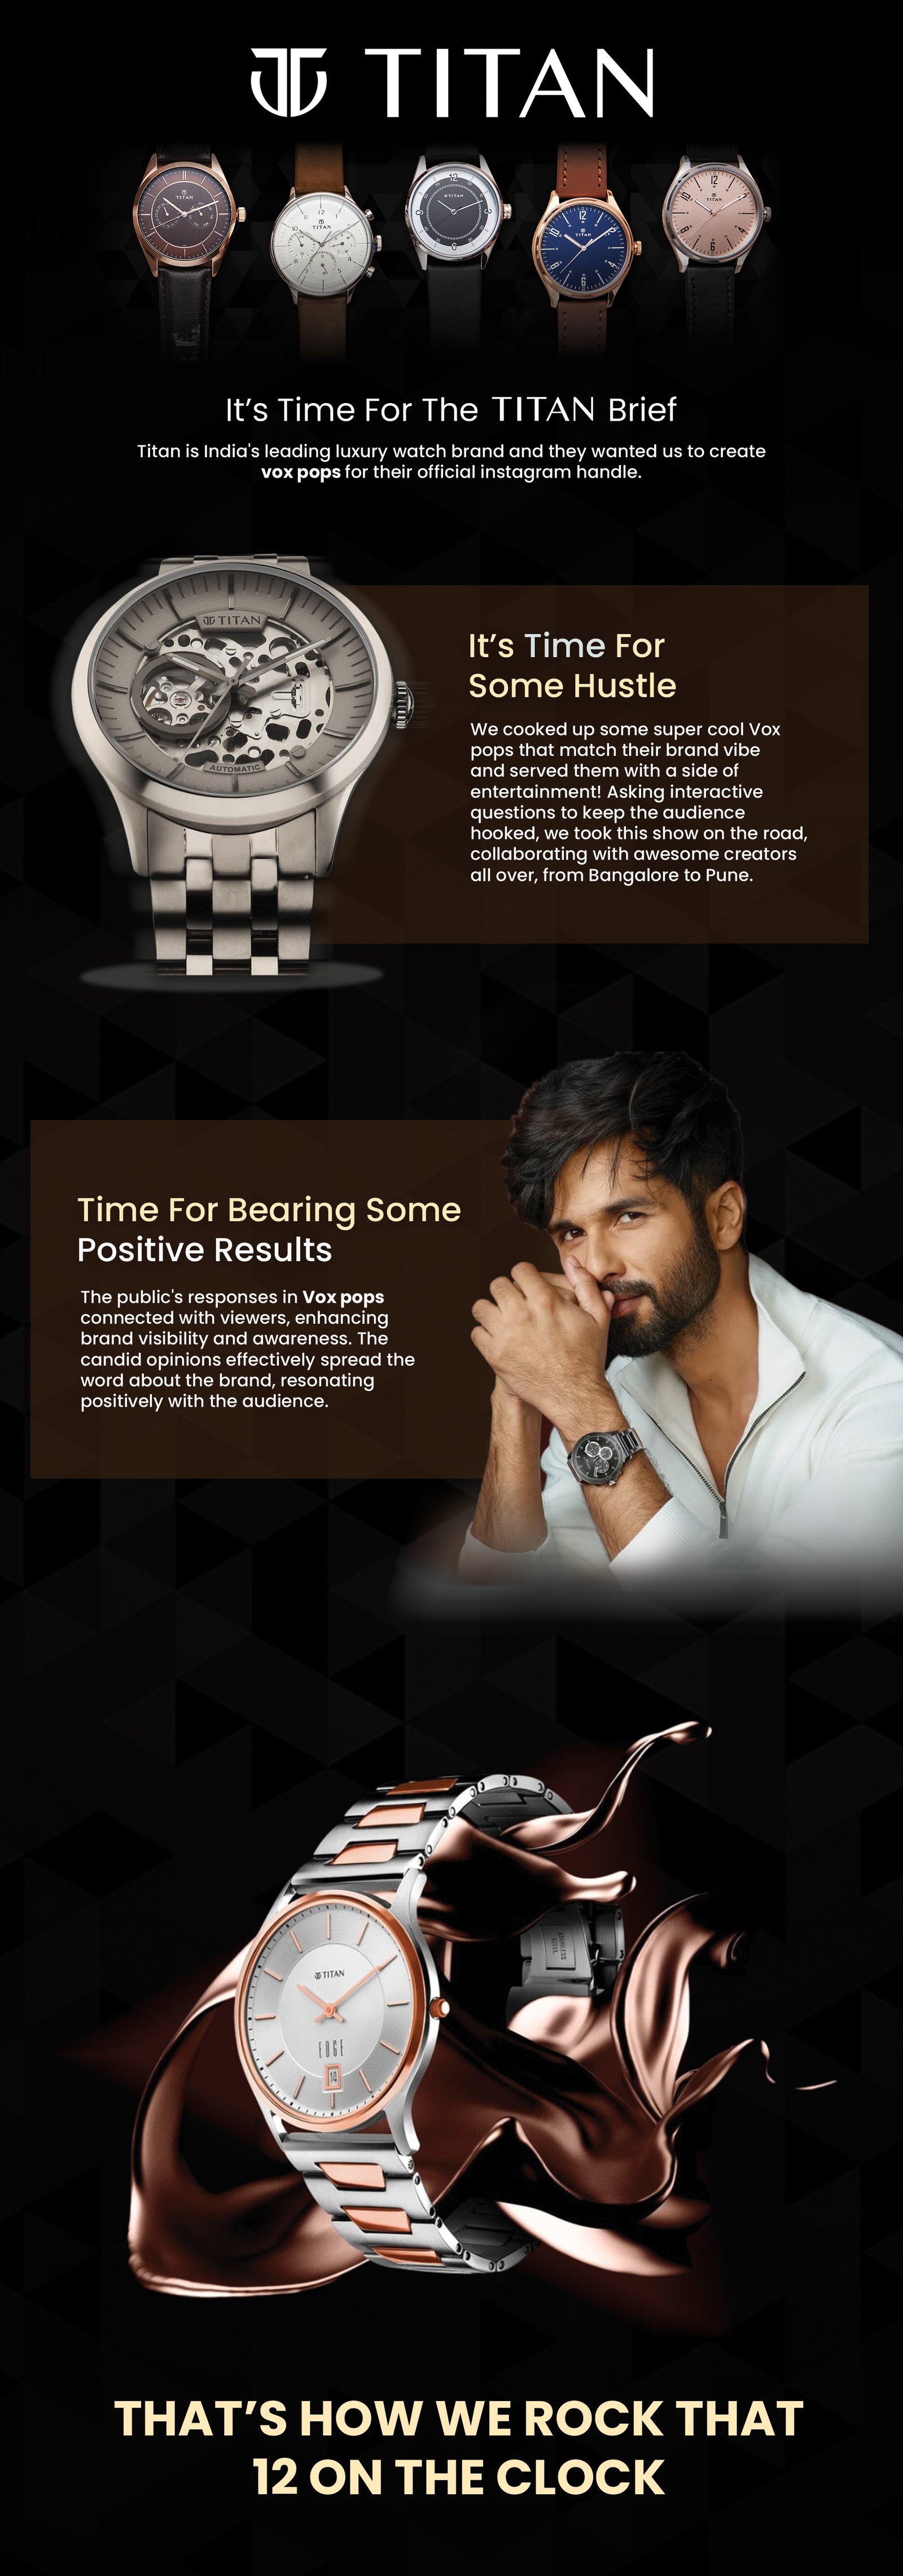 TITAN
TITAN
TITAN
TITAN
TITAN
TITAN
It's Time For The TITAN Brief
Titan is India's leading luxury watch brand and they wanted us to create
vox pops for their official instagram handle.
TITAN
AUTOMATIC
It's Time For
Some Hustle
We cooked up some super cool Vox
pops that match their brand vibe
and served them with a side of
entertainment! Asking interactive
questions to keep the audience
hooked, we took this show on the road,
collaborating with awesome creators
all over, from Bangalore to Pune.
Time For Bearing Some
Positive Results
The public's responses in Vox pops
connected with viewers, enhancing
brand visibility and awareness. The
candid opinions effectively spread the
word about the brand, resonating
positively with the audience.
STAINLESS
STEEL
TITAN
EDGE
THAT'S HOW WE ROCK THAT
12 ON THE CLOCK